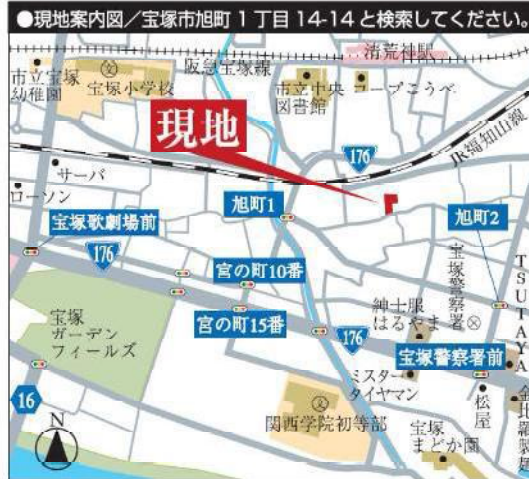 ●現地案内図／宝塚市旭町1丁目14-14と検索してください。
清荒神駅
阪急宝塚線
市立宝塚
幼稚園
宝塚小学校
市立中央
図書館
コープこうべ
現地
176
JR福知山線
サーバ
ローソン
旭町1
旭町2
宝塚歌劇場前
176
宮の町10番
宝塚警察署
TSUTAYA
紳士服
はるやま
宮の町15番
176
宝塚
ガーデン
フィールズ
宝塚警察署前
ミスター
タイヤマン
16
N
関西学院初等部
松屋
金比羅製麺
宝塚
まどか園